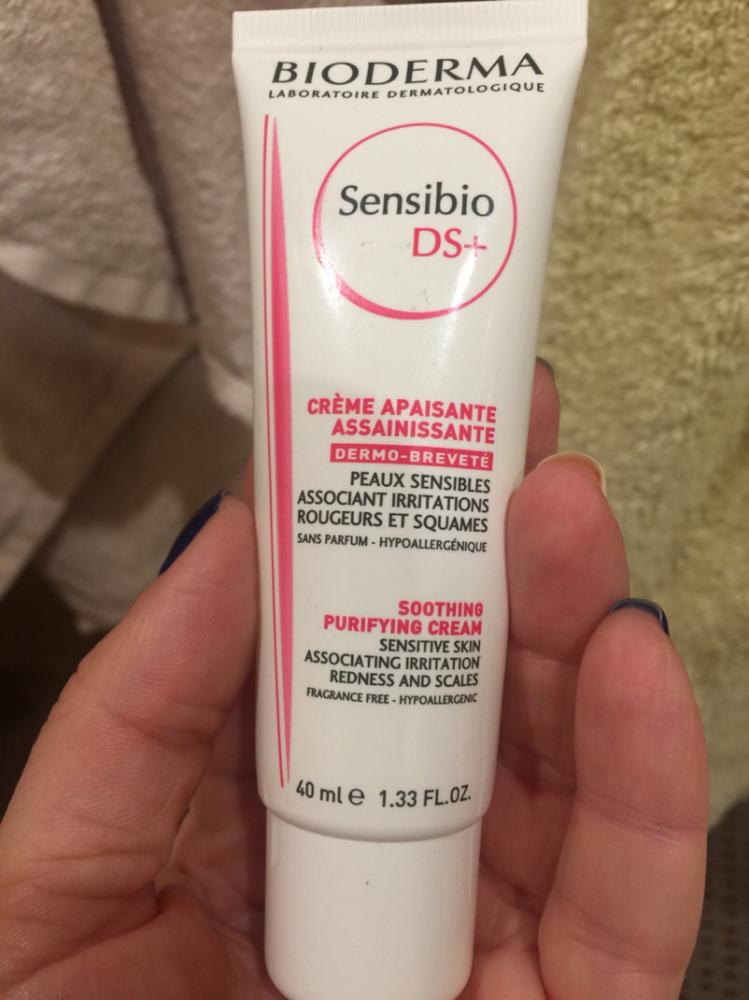 BIODERMA
LABORATOIRE DERMATOLOGIQUE
Sensibio
DS+
CRÈME APAISANTE
ASSAINISSANTE
DERMO-BREVETÉ
PEAUX SENSIBLES
ASSOCIANT IRRITATIONS
ROUGEURS ET SQUAMES
SANS PARFUM - HYPOALLERGÉNIQUE
SOOTHING
PURIFYING CREAM
SENSITIVE SKIN
ASSOCIATING IRRITATION
REDNESS AND SCALES
FRAGRANCE FREE - HYPOALLERGENIC
40 ml ℮ 1.33 FL.OZ.